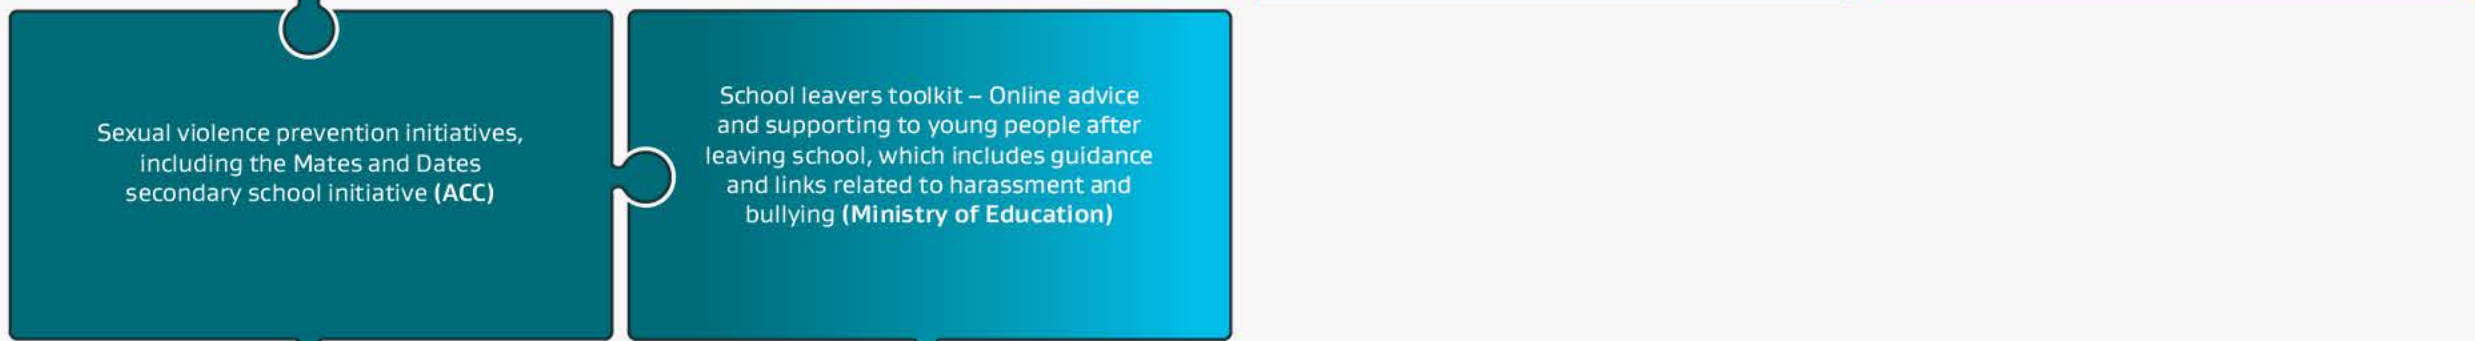 Sexual violence prevention initiatives,
including the Mates and Dates
secondary school initiative (ACC)
School leavers toolkit – Online advice
and supporting to young people after
leaving school, which includes guidance
and links related to harassment and
bullying (Ministry of Education)